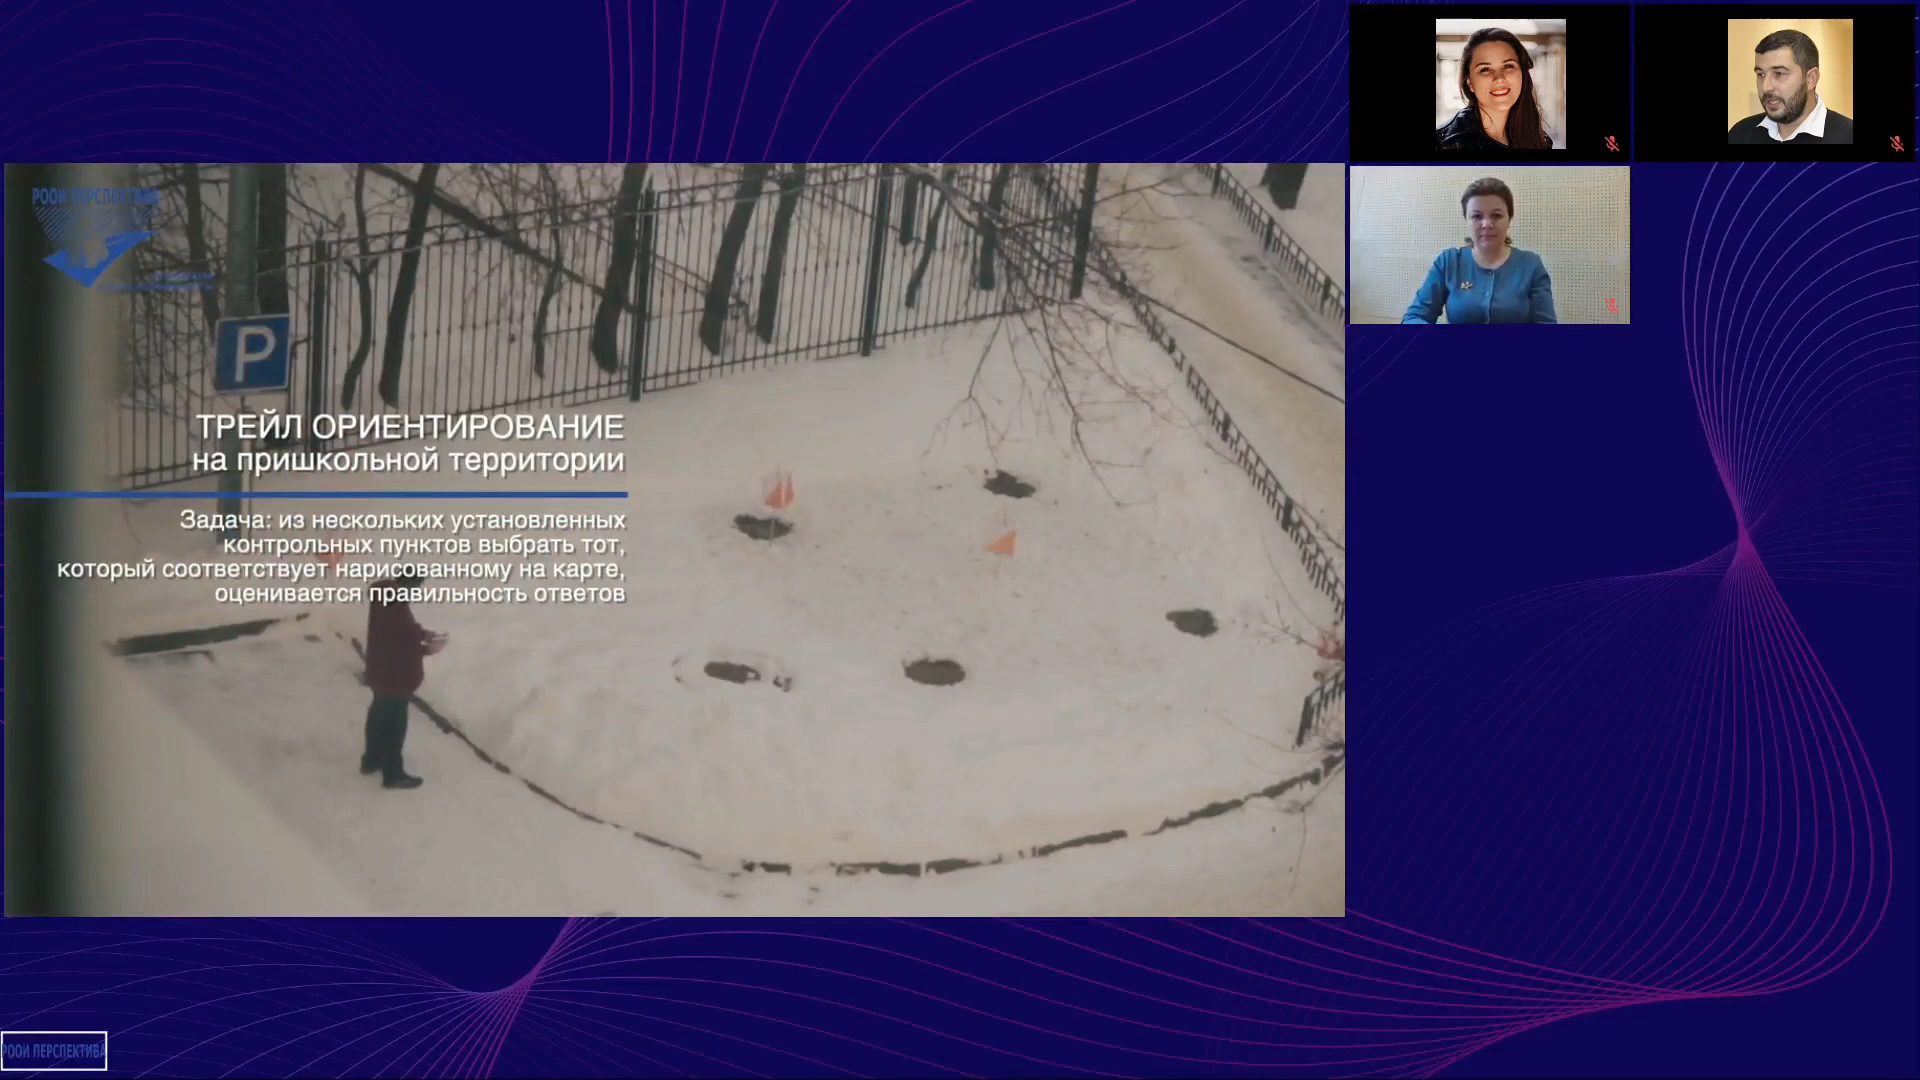 РООИ ПЕРСПЕКТИВА
P
ТРЕЙЛ ОРИЕНТИРОВАНИЕ
на пришкольной территории
Задача: из нескольких установленных
контрольных пунктов выбрать тот,
который соответствует нарисованному на карте,
оценивается правильность ответов
РООИ ПЕРСПЕКТИВА